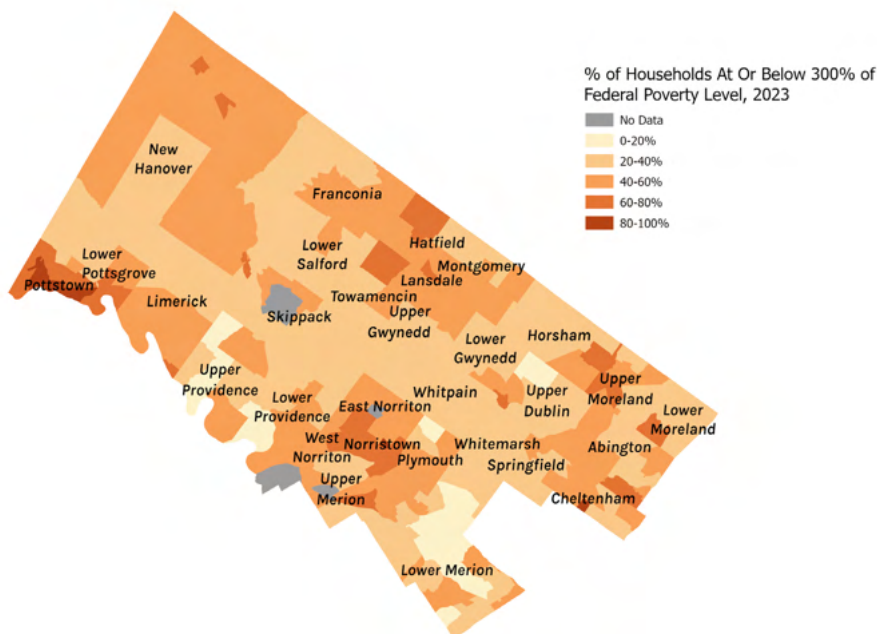 % of Households At Or Below 300% of
Federal Poverty Level, 2023
No Data
0-20%
20-40%
40-60%
60-80%
80-100%
New
Hanover
Franconia
Lower
Salford
Hatfield
Montgomery
Lansdale
Lower
Pottsgrove
Pottstown
Limerick
Skippack
Towamencin
Upper
Gwynedd
Lower
Gwynedd
Horsham
Upper
Providence
Lower
Providence
East Norriton
Whitpain
Upper
Dublin
Upper
Moreland
Lower
Moreland
West
Norriton
Norristown
Plymouth
Whitemarsh
Springfield
Abington
Upper
Merion
Cheltenham
Lower Merion